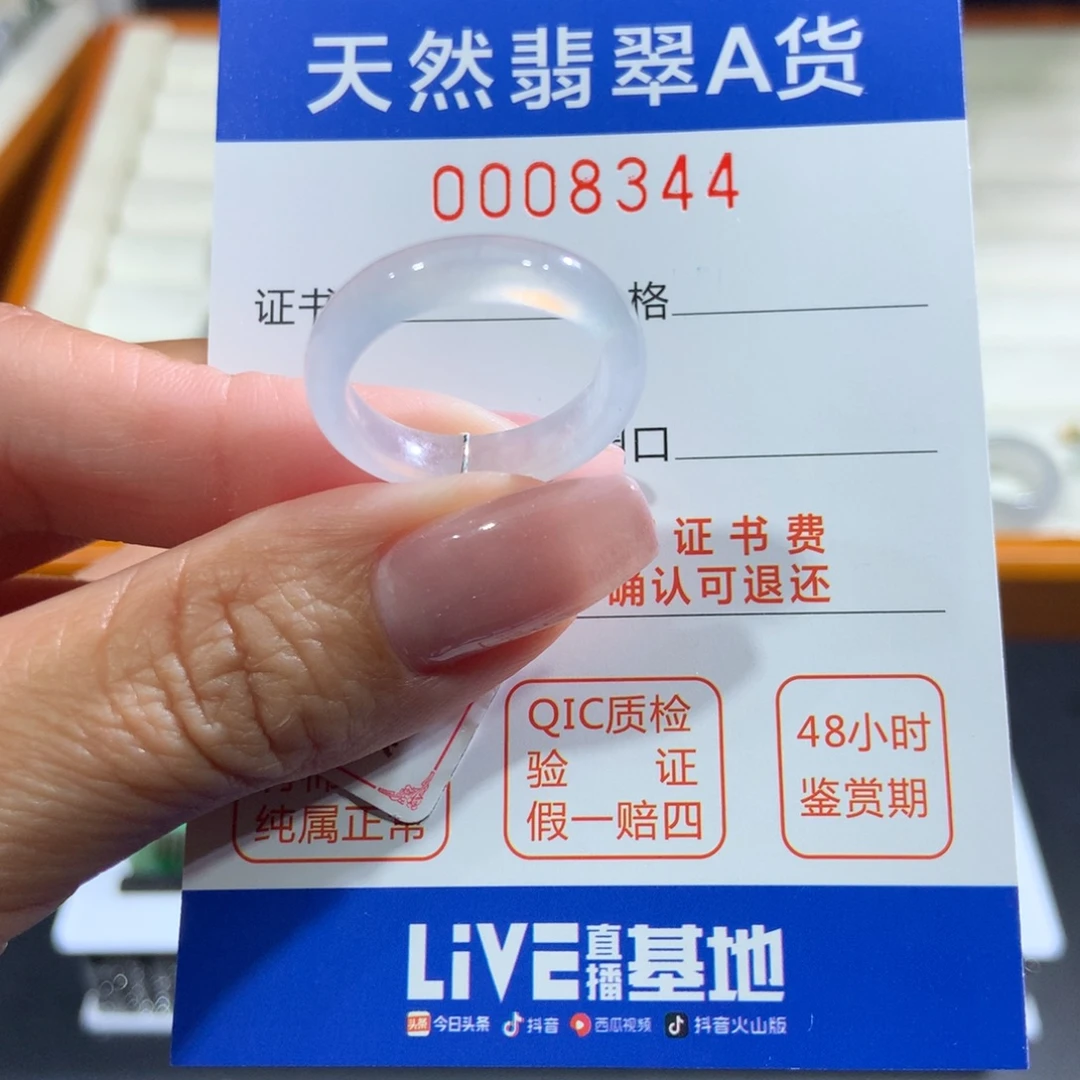 天然翡翠A货
0008344
证书 格
口
证书费
确认可退还
QIC质检
验 证
假一赔四
48小时
鉴赏期
纯属正常
LiVE直播基地
头条 今日头条 抖音 西瓜视频 抖音火山版